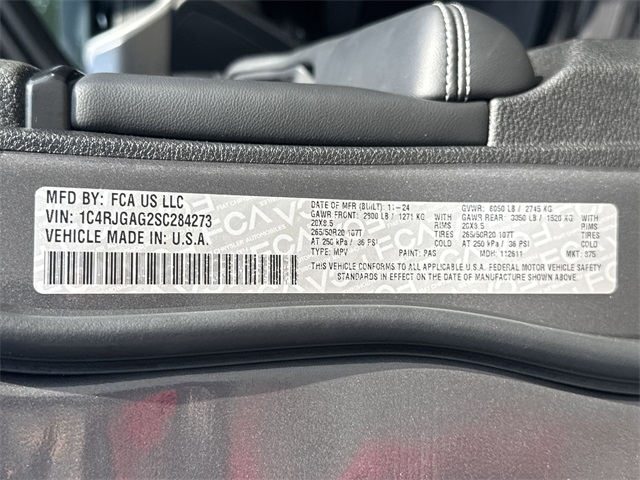 MFD BY: FCA US LLC
VIN: 1C4RJGAG2SC284273
VEHICLE MADE IN: U.S.A.
DATE OF MFR (BUILT): 11-24 GVWR: 6050 LB / 2745 KG
GAWR FRONT: 2800 LB / 1271 KG WITH GAWR REAR: 3350 LB / 1520 KG WITH
20X8.5 RIMS 20X8.5 RIMS
265/50R20 107T TIRES 265/50R20 107T TIRES
AT 250 kPa / 36 PSI COLD AT 250 kPa / 36 PSI COLD
TYPE: MPV PAINT: PAS MDH: 112611 MKT: 875
THIS VEHICLE CONFORMS TO ALL APPLICABLE U.S.A. FEDERAL MOTOR VEHICLE SAFETY
STANDARDS IN EFFECT ON THE DATE OF MANUFACTURE SHOWN ABOVE.